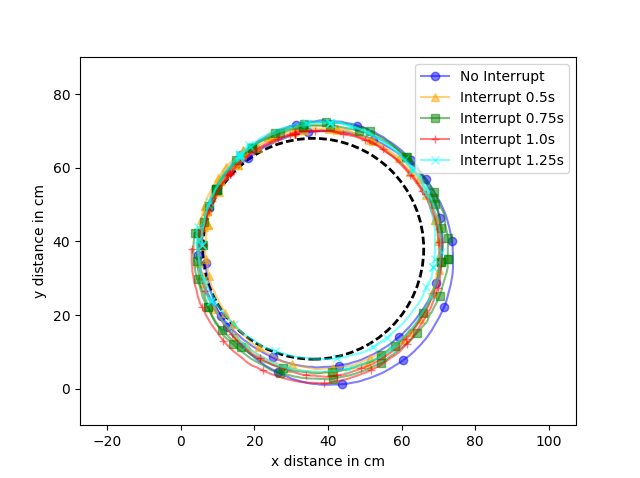 No Interrupt
Interrupt 0.5s
Interrupt 0.75s
Interrupt 1.0s
Interrupt 1.25s
y distance in cm
80
60
40
20
0
−20 0 20 40 60 80 100
x distance in cm